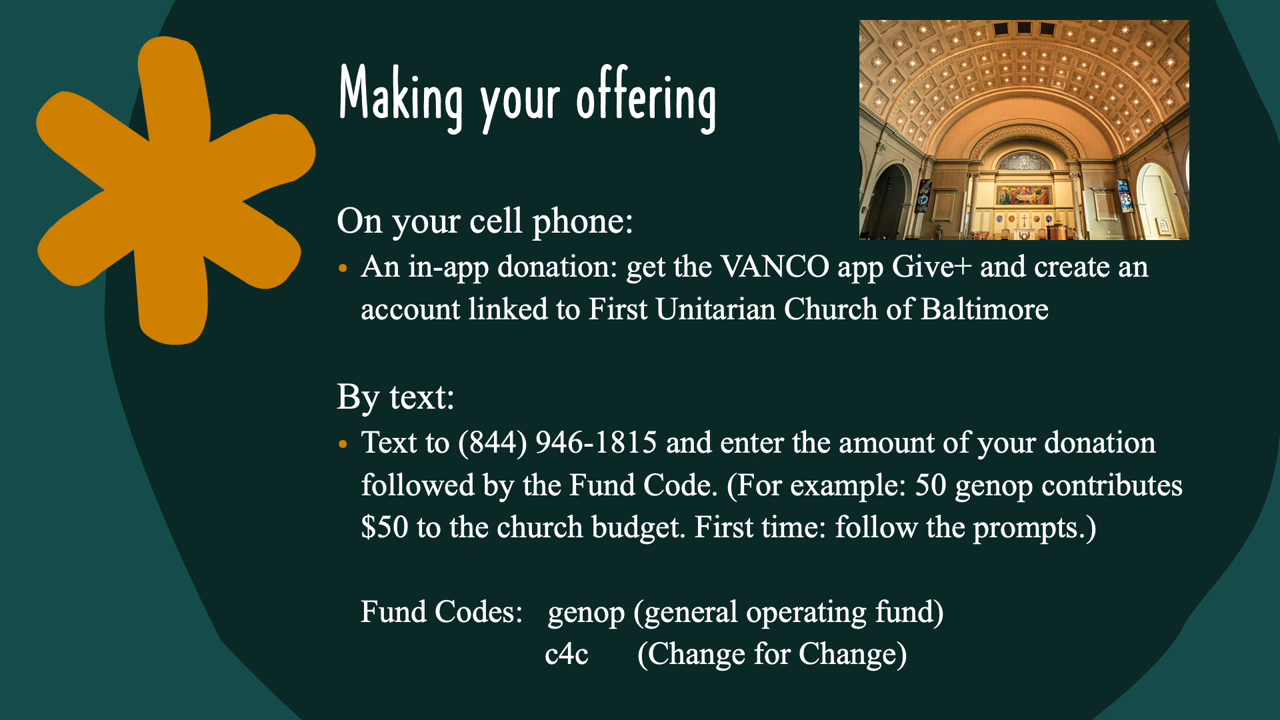 Making your offering
On your cell phone:
• An in-app donation: get the VANCO app Give+ and create an
account linked to First Unitarian Church of Baltimore
By text:
• Text to (844) 946-1815 and enter the amount of your donation
followed by the Fund Code. (For example: 50 genop contributes
$50 to the church budget. First time: follow the prompts.)
Fund Codes: genop (general operating fund)
c4c (Change for Change)